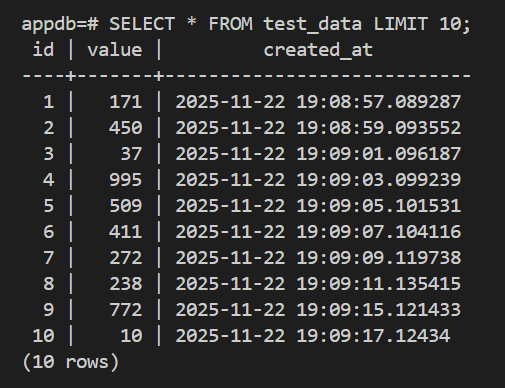 appdb=# SELECT * FROM test_data LIMIT 10;
 id | value |         created_at
----+-------+----------------------------
  1 |   171 | 2025-11-22 19:08:57.089287
  2 |   450 | 2025-11-22 19:08:59.093552
  3 |    37 | 2025-11-22 19:09:01.096187
  4 |   995 | 2025-11-22 19:09:03.099239
  5 |   509 | 2025-11-22 19:09:05.101531
  6 |   411 | 2025-11-22 19:09:07.104116
  7 |   272 | 2025-11-22 19:09:09.119738
  8 |   238 | 2025-11-22 19:09:11.135415
  9 |   772 | 2025-11-22 19:09:15.121433
 10 |    10 | 2025-11-22 19:09:17.12434
(10 rows)